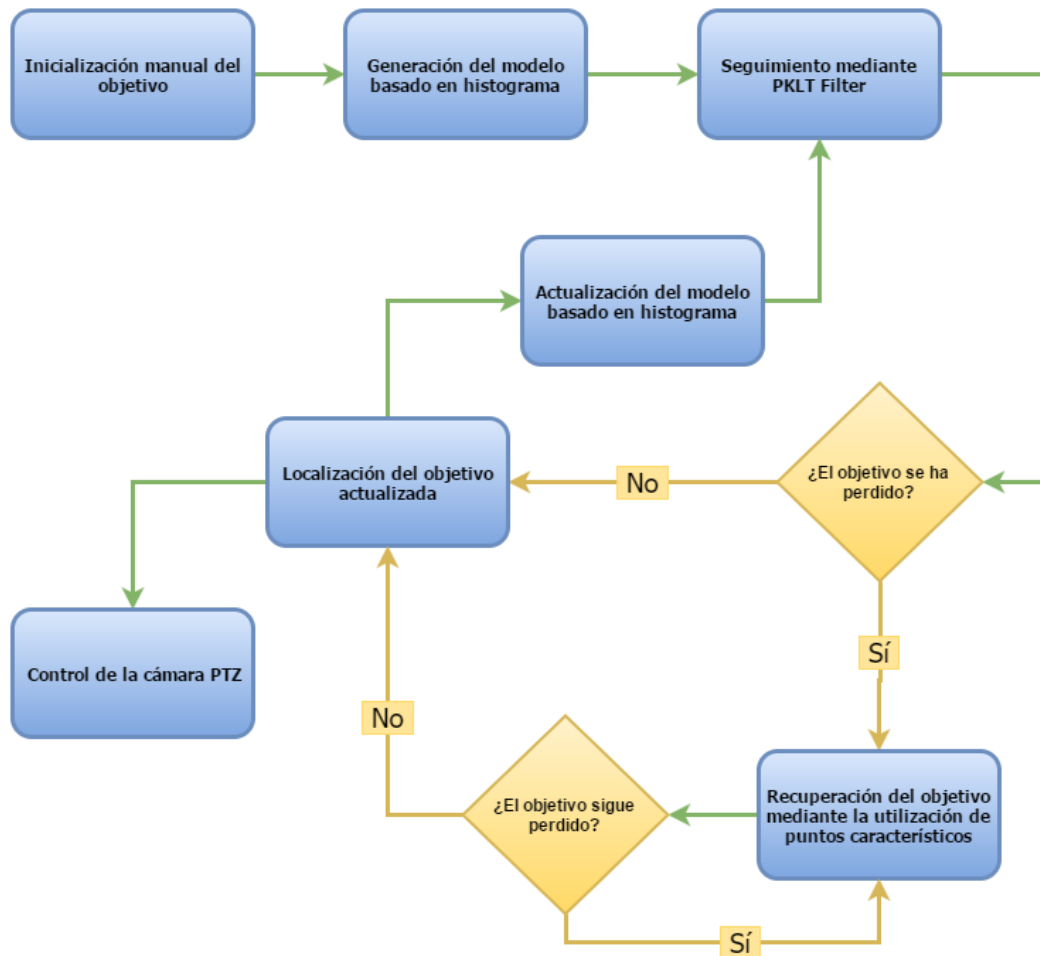 Inicialización manual del
objetivo
Generación del modelo
basado en histograma
Seguimiento mediante
PKLT Filter
Actualización del modelo
basado en histograma
Localización del objetivo
actualizada
No
¿El objetivo se ha
perdido?
Control de la cámara PTZ
Sí
No
¿El objetivo sigue
perdido?
Recuperación del objetivo
mediante la utilización de
puntos característicos
Sí